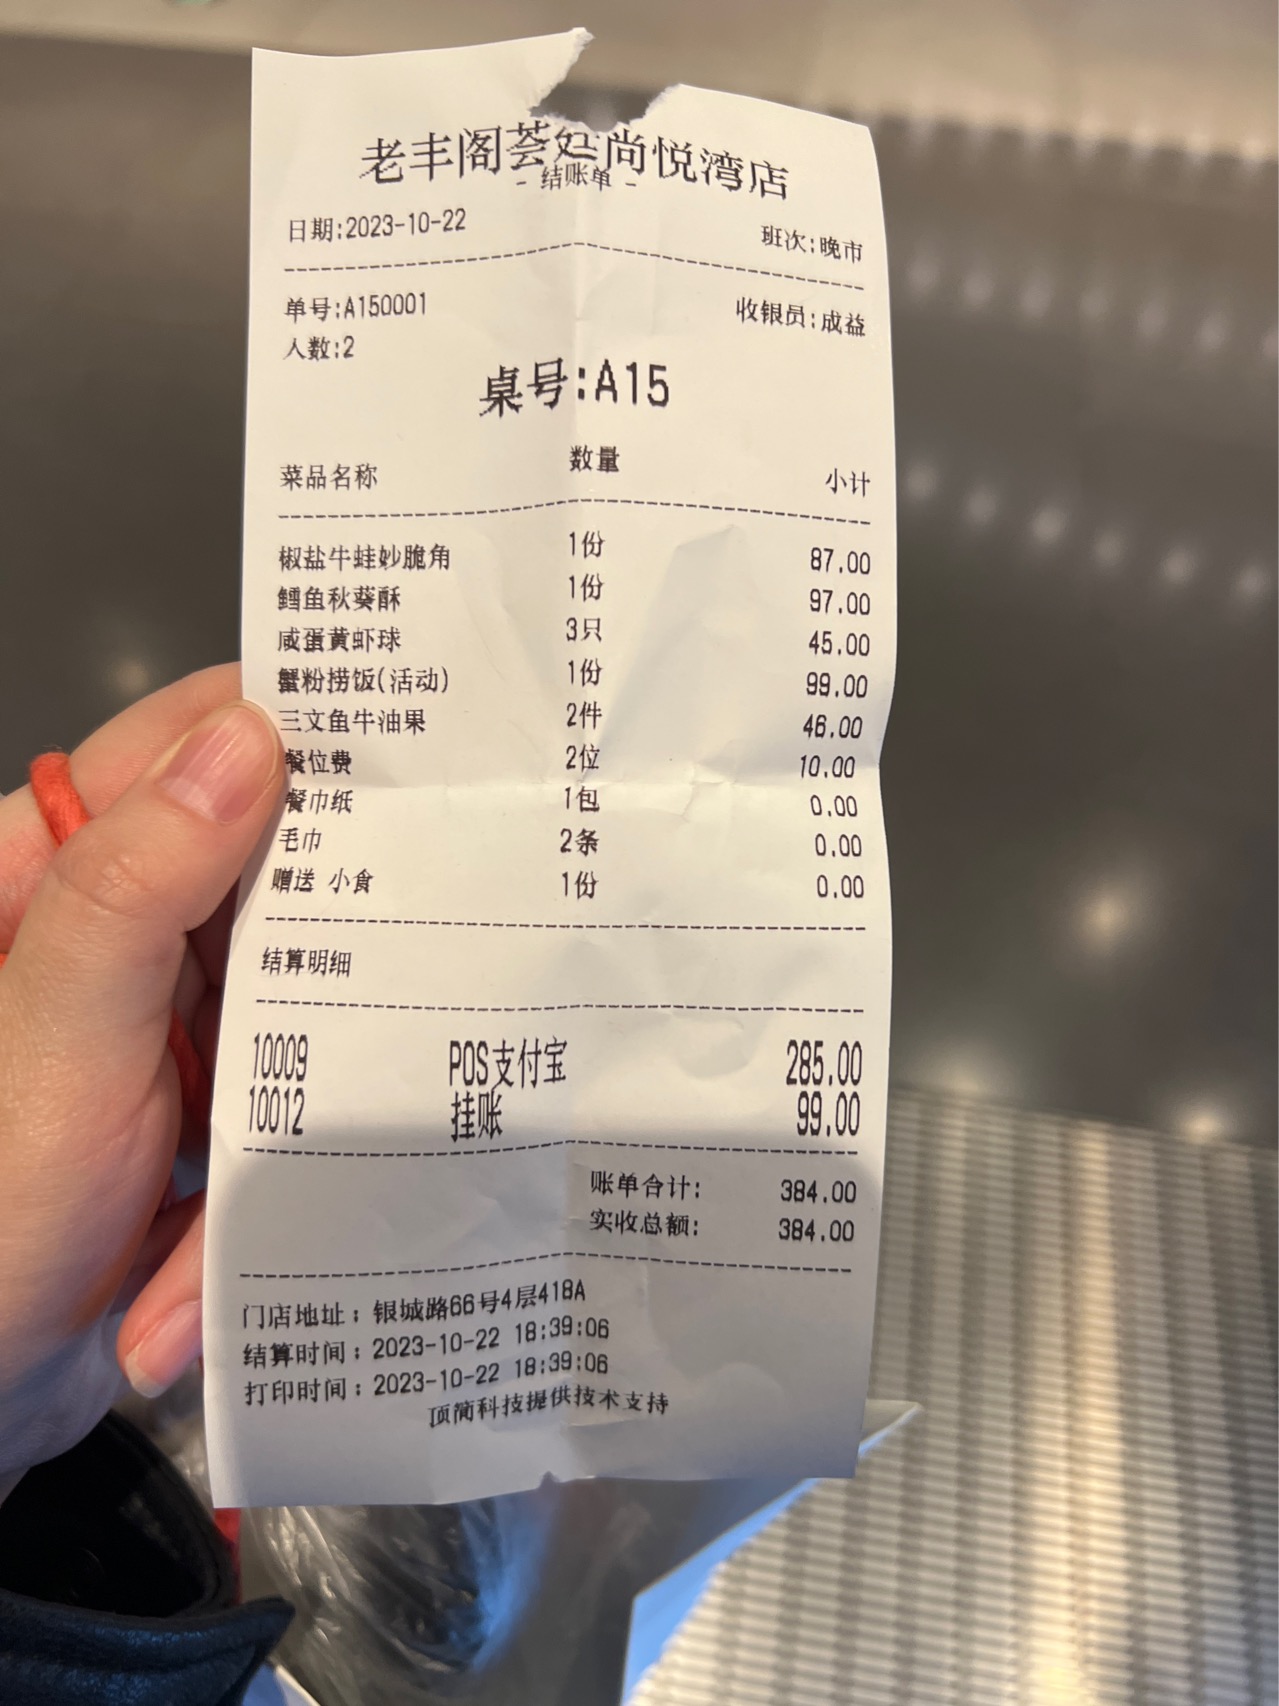 老丰阁荟处尚悦湾店
- 结账单 -
日期:2023-10-22 班次:晚市
单号:A150001 收银员:成益
人数:2
桌号:A15
菜品名称 数量 小计
椒盐牛蛙妙脆角 1份 87.00
鳕鱼秋葵酥 1份 97.00
咸蛋黄虾球 3只 45.00
蟹粉捞饭(活动) 1份 99.00
三文鱼牛油果 2件 46.00
餐位费 2位 10.00
餐巾纸 1包 0.00
毛巾 2条 0.00
赠送 小食 1份 0.00
结算明细
10009 POS支付宝 285.00
10012 挂账 99.00
账单合计: 384.00
实收总额: 384.00
门店地址：银城路66号4层418A
结算时间：2023-10-22 18:39:06
打印时间：2023-10-22 18:39:06
顶简科技提供技术支持